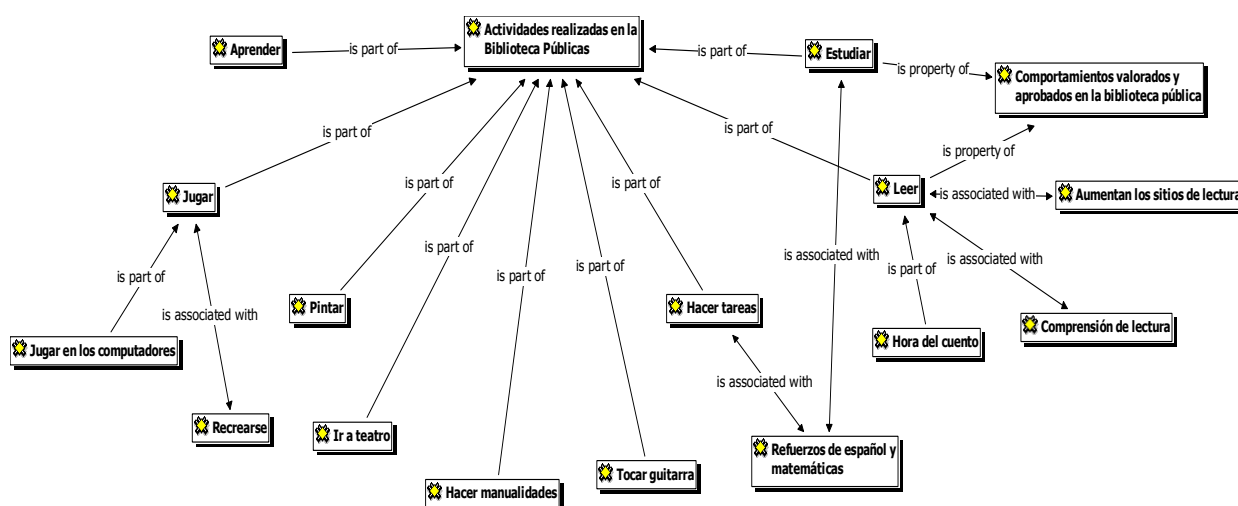 Actividades realizadas en la
Biblioteca Públicas
Aprender
is part of
is part of
Estudiar
is property of
Comportamientos valorados y
aprobados en la biblioteca pública
is part of
is part of
is property of
Jugar
is part of
is part of
Leer
is associated with
Aumentan los sitios de lectura
is part of
is part of
is part of
is part of
is associated with
is part of
is associated with
Pintar
Hacer tareas
is associated with
Jugar en los computadores
Hora del cuento
Comprensión de lectura
is associated with
Recrearse
Ir a teatro
Refuerzos de español y
matemáticas
Tocar guitarra
Hacer manualidades